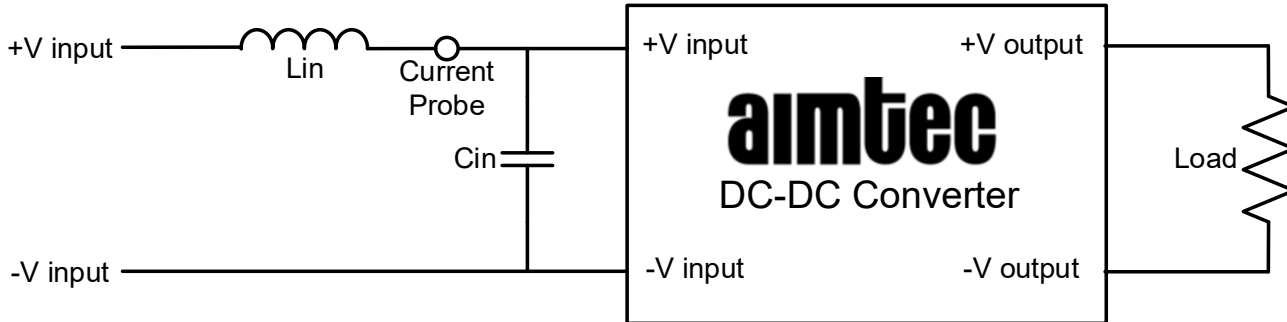 +V input
Lin
Current
Probe
Cin
-V input
+V input
+V output
aimtec
DC-DC Converter
-V input
-V output
Load